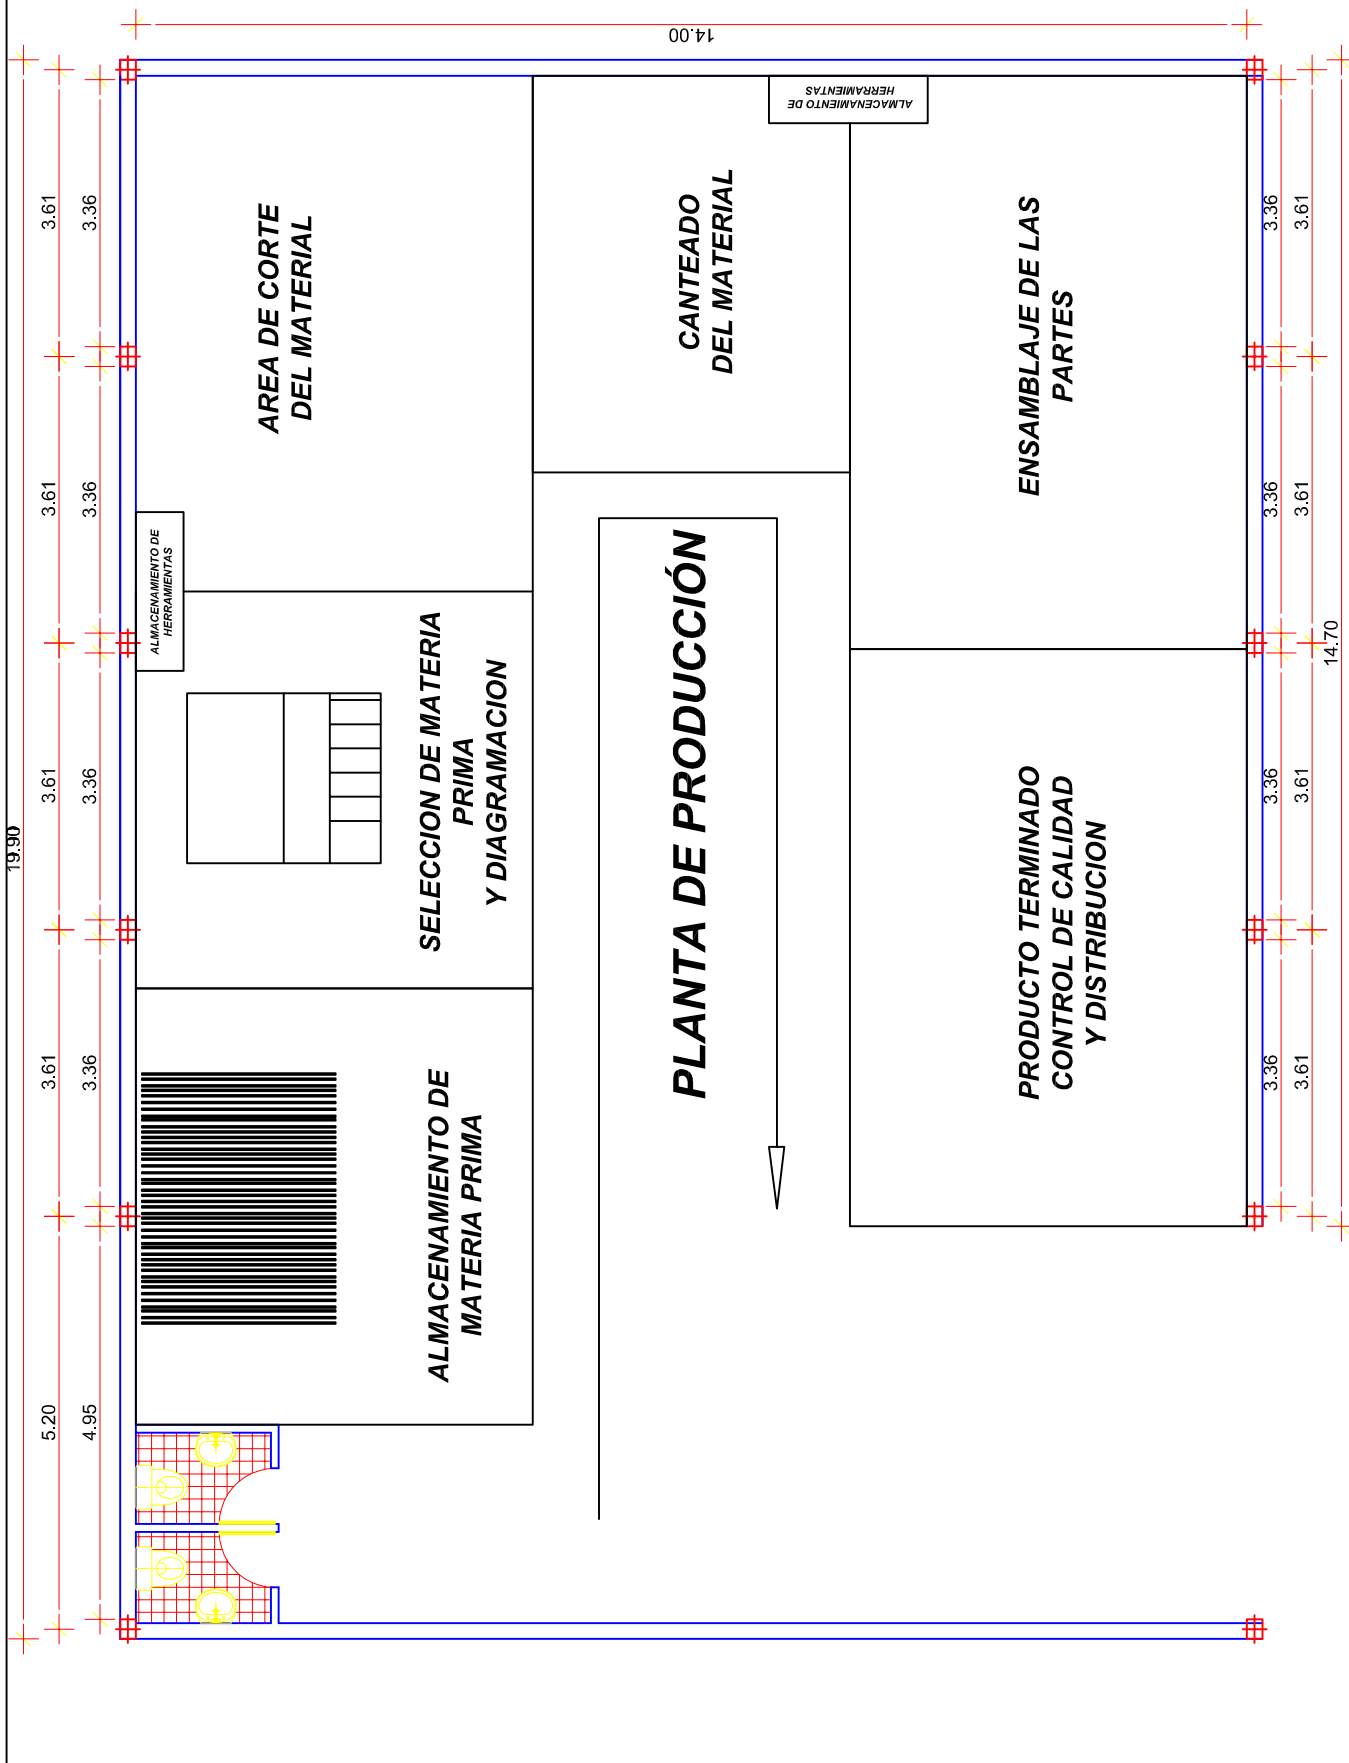 14.00
19.90
3.61
3.61
3.61
3.61
5.20
3.36
3.36
3.36
3.36
4.95
ALMACENAMIENTO DE
HERRAMIENTAS
AREA DE CORTE
DEL MATERIAL
ALMACENAMIENTO DE
HERRAMIENTAS
SELECCION DE MATERIA
PRIMA
Y DIAGRAMACION
ALMACENAMIENTO DE
MATERIA PRIMA
CANTEADO
DEL MATERIAL
PLANTA DE PRODUCCIÓN
ENSAMBLAJE DE LAS
PARTES
PRODUCTO TERMINADO
CONTROL DE CALIDAD
Y DISTRIBUCION
3.36
3.36
3.36
3.36
3.61
3.61
3.61
3.61
14.70